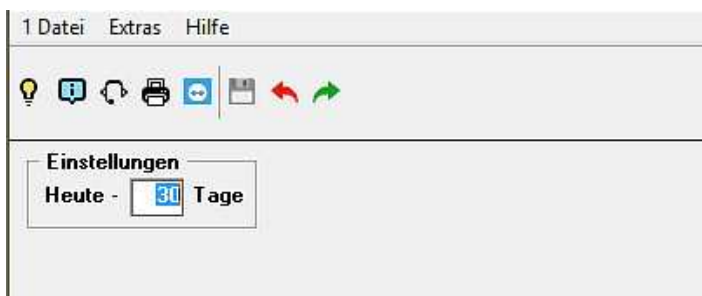 1 Datei Extras Hilfe
Einstellungen
Heute - 30 Tage